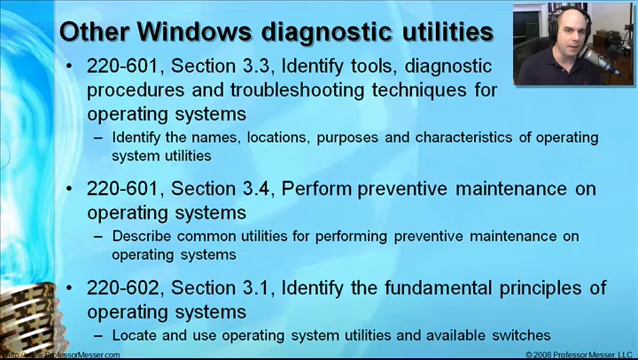 Other Windows diagnostic utilities
• 220-601, Section 3.3, Identify tools, diagnostic
procedures and troubleshooting techniques for
operating systems
– Identify the names, locations, purposes and characteristics of operating
system utilities
• 220-601, Section 3.4, Perform preventive maintenance on
operating systems
– Describe common utilities for performing preventive maintenance on
operating systems
• 220-602, Section 3.1, Identify the fundamental principles of
operating systems
– Locate and use operating system utilities and available switches
http://www.ProfessorMesser.com
© 2008 Professor Messer, LLC